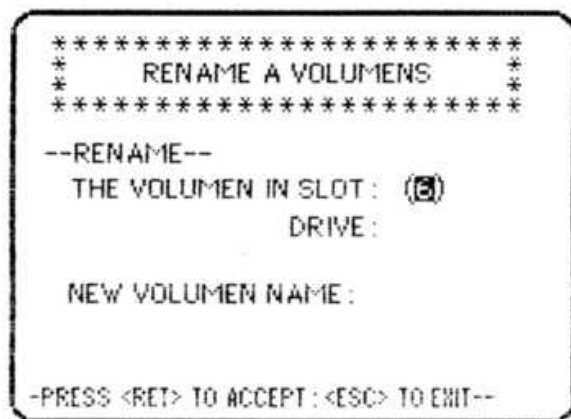 ************************
* RENAME A VOLUMENS *
*
************************
--RENAME--
THE VOLUMEN IN SLOT: (6)
DRIVE:
NEW VOLUMEN NAME:
-PRESS <RET> TO ACCEPT:<ESC> TO EXIT--